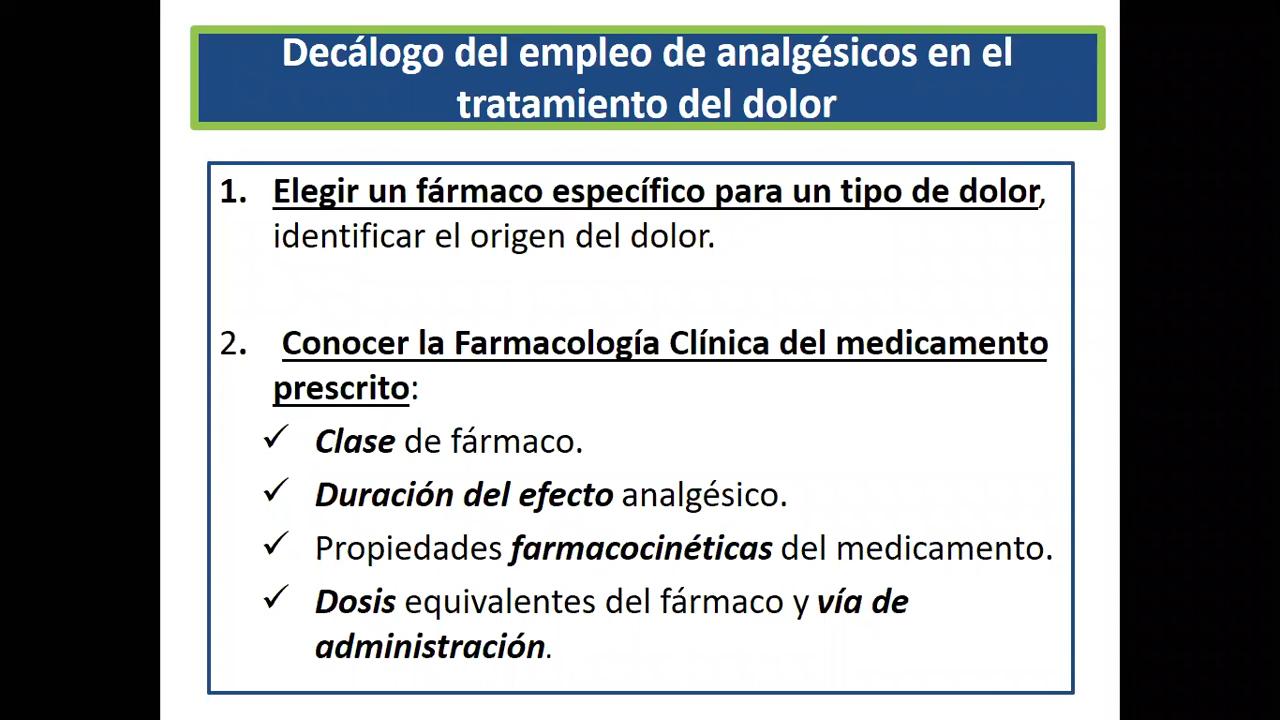 Decálogo del empleo de analgésicos en el
tratamiento del dolor
1. Elegir un fármaco específico para un tipo de dolor,
identificar el origen del dolor.
2. Conocer la Farmacología Clínica del medicamento
prescrito:
✓ Clase de fármaco.
✓ Duración del efecto analgésico.
✓ Propiedades farmacocinéticas del medicamento.
✓ Dosis equivalentes del fármaco y vía de
administración.